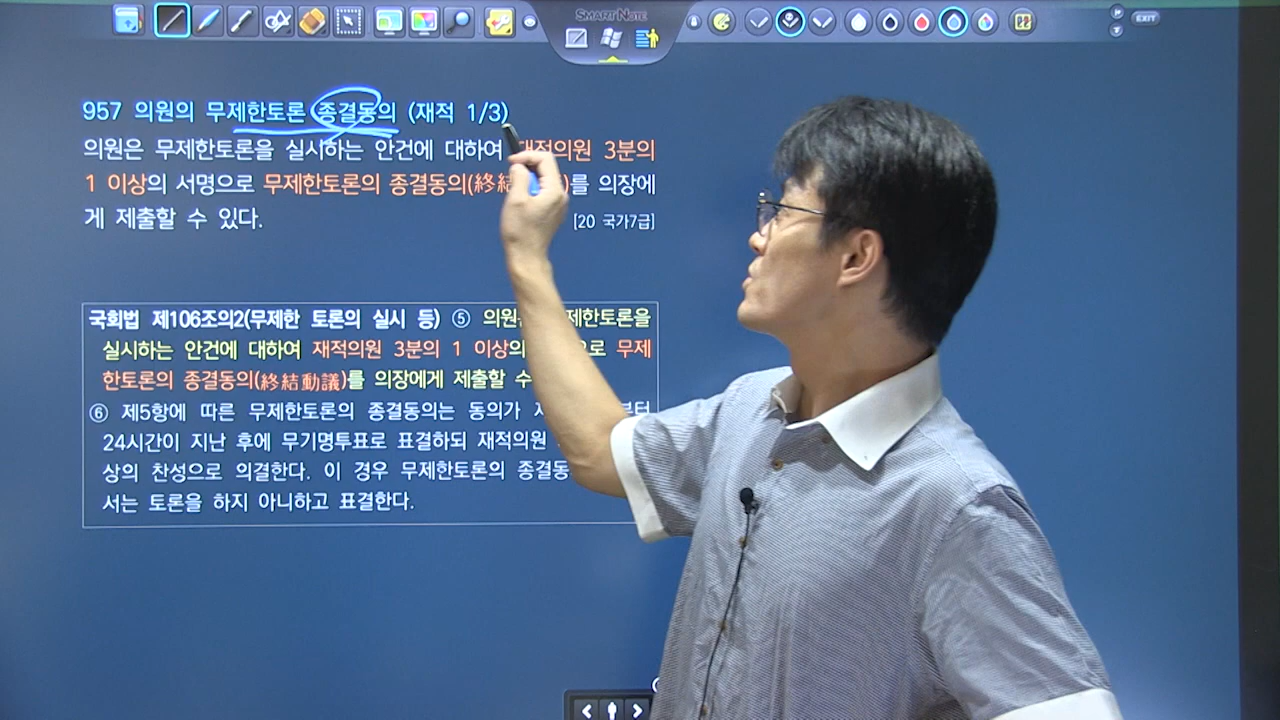 SMARTNOTE
EXIT
957 의원의 무제한토론 종결동의 (재적 1/3)
의원은 무제한토론을 실시하는 안건에 대하여 재적의원 3분의
1 이상의 서명으로 무제한토론의 종결동의(終結 )를 의장에
게 제출할 수 있다. [20 국가7급]
국회법 제106조의2(무제한 토론의 실시 등) ⑤ 의원 제한토론을
실시하는 안건에 대하여 재적의원 3분의 1 이상의 로 무제
한토론의 종결동의(終結動議)를 의장에게 제출할 수
⑥ 제5항에 따른 무제한토론의 종결동의는 동의가 부터
24시간이 지난 후에 무기명투표로 표결하되 재적의원
상의 찬성으로 의결한다. 이 경우 무제한토론의 종결동
서는 토론을 하지 아니하고 표결한다.